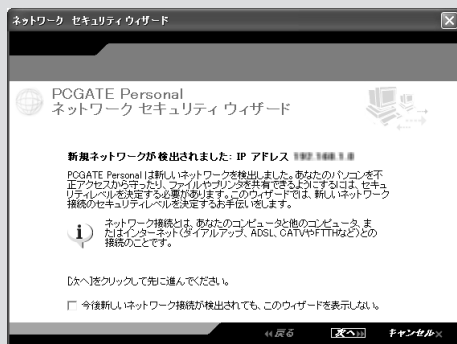 ネットワーク セキュリティ ウィザード
PCGATE Personal
ネットワーク セキュリティ ウィザード
新規ネットワークが検出されました: IP アドレス
PCGATE Personal は新しいネットワークを検出しました。あなたのパソコンを不
正アクセスから守ったり、ファイルやプリンタを共有できるようにするには、セキュ
リティレベルを決定する必要があります。このウィザードでは、新しいネットワーク
接続のセキュリティレベルを決定するお手伝いをします。
ネットワーク接続とは、あなたのコンピュータと他のコンピュータ、ま
たはインターネット(ダイアルアップ、ADSL、CATVやFTTHなど)との
接続のことです。
[次へ]をクリックして先に進んでください。
今後新しいネットワーク接続が検出されても、このウィザードを表示しない。
戻る 次へ キャンセル